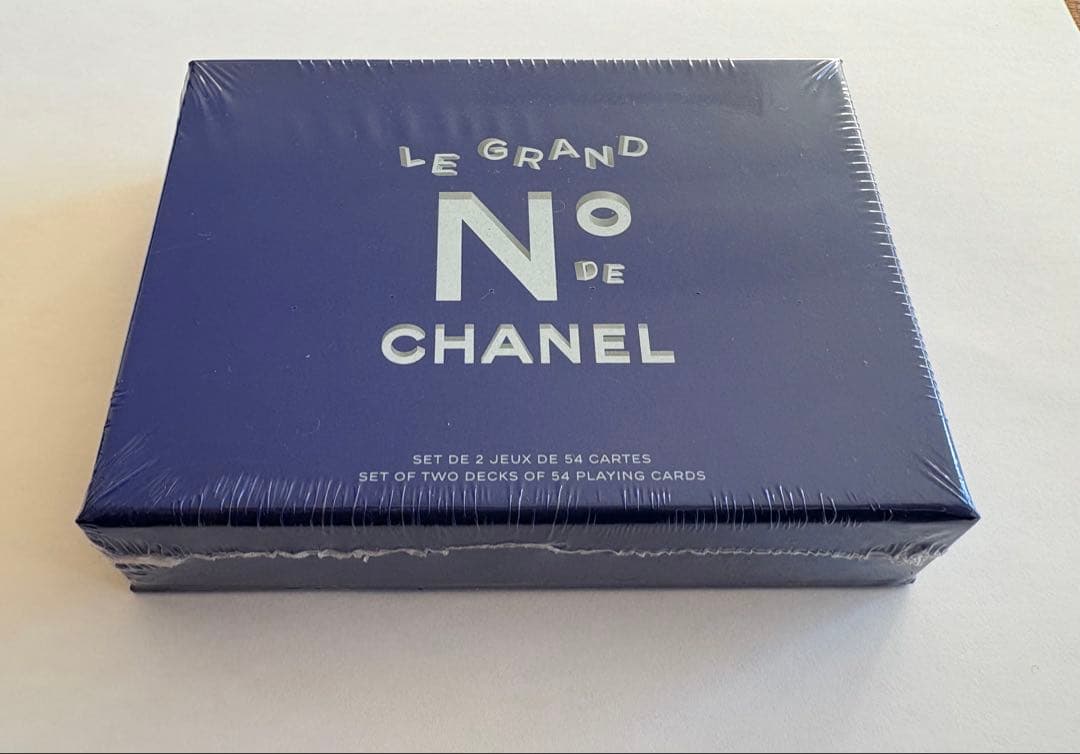 LE GRAND
Nº
DE
CHANEL
SET DE 2 JEUX DE 54 CARTES
SET OF TWO DECKS OF 54 PLAYING CARDS